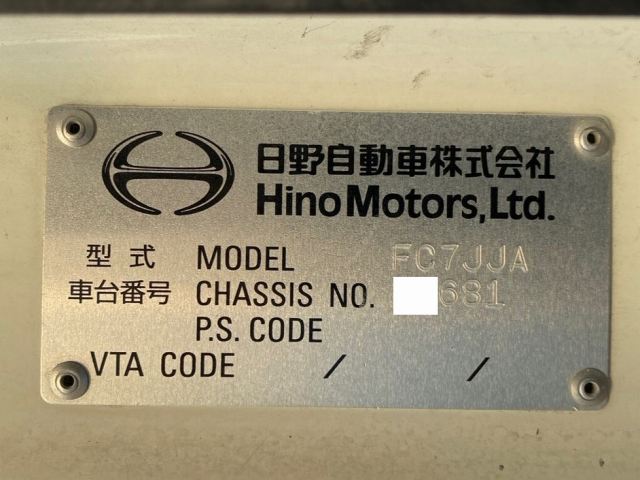 日野自動車株式会社
Hino Motors, Ltd.
型式 MODEL FC7JJA
車台番号 CHASSIS NO. 681
P.S. CODE
VTA CODE / /